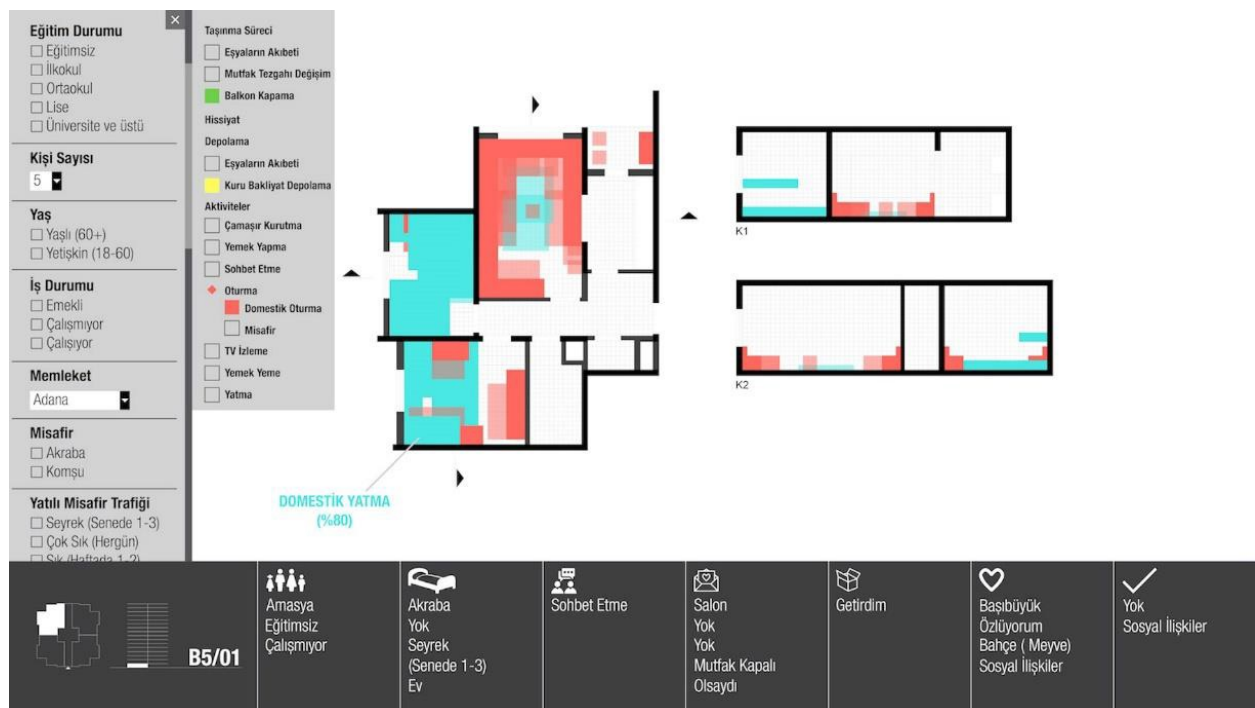 Eğitim Durumu
Eğitimsiz
İlkokul
Ortaokul
Lise
Üniversite ve üstü
Kişi Sayısı
5
Yaş
Yaşlı (60+)
Yetişkin (18-60)
İş Durumu
Emekli
Çalışmıyor
Çalışıyor
Memleket
Adana
Misafir
Akraba
Komşu
Yatılı Misafir Trafiği
Seyrek (Senede 1-3)
Çok Sık (Hergün)
Sık (Haftada 1-2)
Taşınma Süreci
Eşyaların Akıbeti
Mutfak Tezgahı Değişim
Balkon Kapama
Hissiyat
Depolama
Eşyaların Akıbeti
Kuru Bakliyat Depolama
Aktiviteler
Çamaşır Kurutma
Yemek Yapma
Sohbet Etme
Oturma
Domestik Oturma
Misafir
TV İzleme
Yemek Yeme
Yatma
DOMESTİK YATMA
(%80)
K1
K2
B5/01
Amasya
Eğitimsiz
Çalışmıyor
Akraba
Yok
Seyrek
(Senede 1-3)
Ev
Sohbet Etme
Salon
Yok
Yok
Mutfak Kapalı
Olsaydı
Getirdim
Başıbüyük
Özlüyorum
Bahçe ( Meyve)
Sosyal İlişkiler
Yok
Sosyal İlişkiler